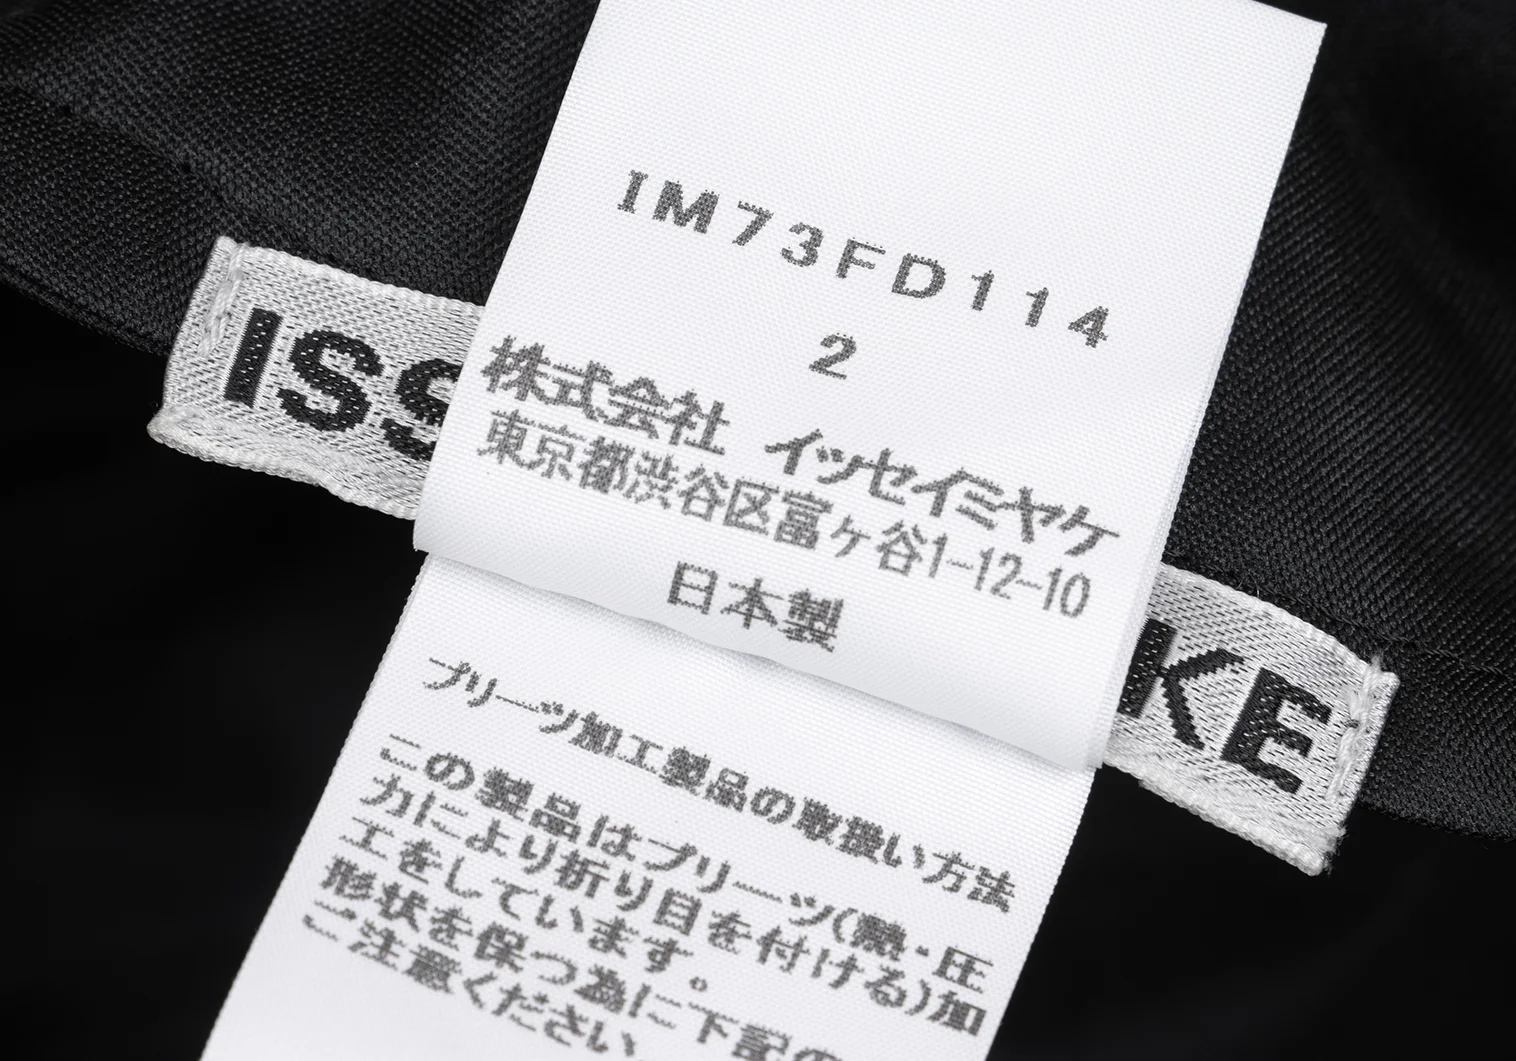 IM73FD114
2
株式会社 イッセイミヤケ
東京都渋谷区富ケ谷1-12-10
日本製
ISS
KE
プリーツ加工製品の取扱い方法
この製品はプリーツ(熱・圧
力により折り目を付ける)加
工をしています。
形状を保つ為に下記の
ご注意ください